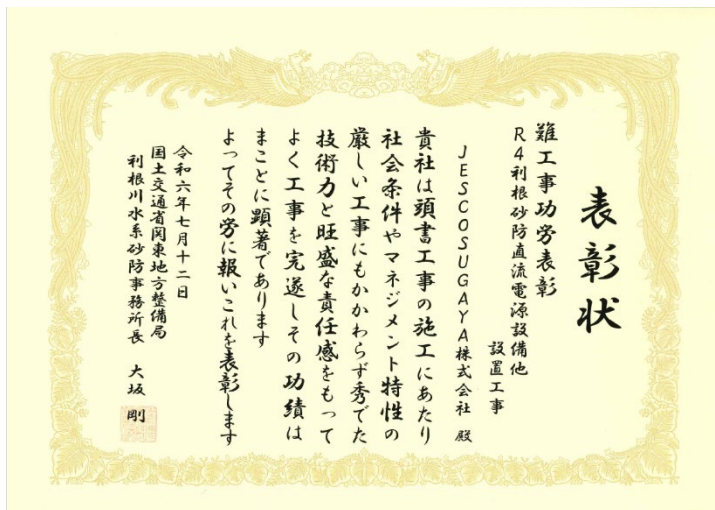 表彰状
難工事功労表彰
R4利根砂防直流電源設備他
設置工事
JESCOSUGAYA株式会社 殿
貴社は頭書工事の施工にあたり
社会条件やマネジメント特性の
厳しい工事にもかかわらず秀でた
技術力と旺盛な責任感をもって
よく工事を完遂しその功績は
まことに顕著であります
よってその労に報いこれを表彰します
令和六年七月十二日
国土交通省関東地方整備局
利根川水系砂防事務所長 大坂 剛